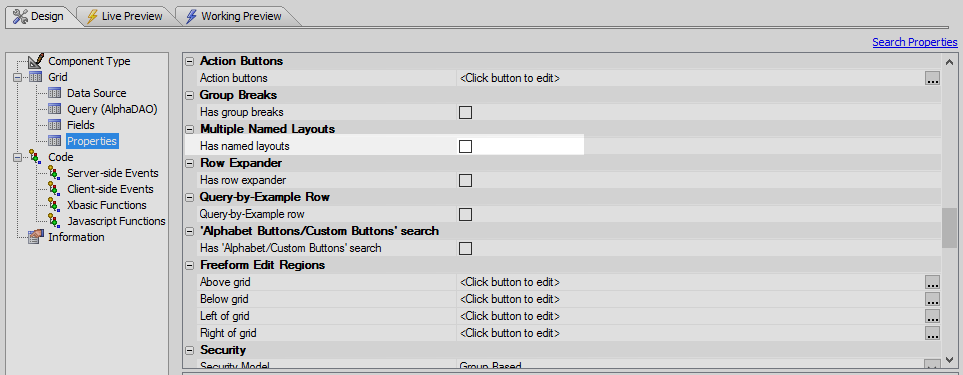 Design Live Preview Working Preview
Search Properties
Component Type
Grid
Data Source
Query (AlphaDAO)
Fields
Properties
Code
Server-side Events
Client-side Events
Xbasic Functions
Javascript Functions
Information
Action Buttons
Action buttons <Click button to edit> ...
Group Breaks
Has group breaks
Multiple Named Layouts
Has named layouts
Row Expander
Has row expander
Query-by-Example Row
Query-by-Example row
'Alphabet Buttons/Custom Buttons' search
Has 'Alphabet/Custom Buttons' search
Freeform Edit Regions
Above grid <Click button to edit> ...
Below grid <Click button to edit> ...
Left of grid <Click button to edit> ...
Right of grid <Click button to edit> ...
Security
Security Model Group Based